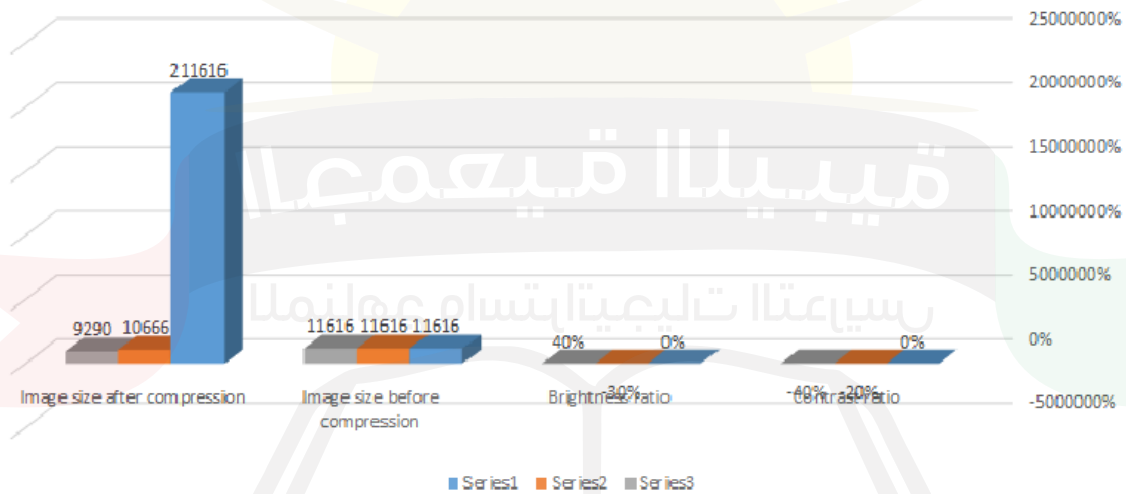 25000000%
20000000%
15000000%
10000000%
5000000%
0%
-5000000%
211616
9290 10666
11616 11616 11616
40% -30% 0%
-40% -20% 0%
Image size after compression
Image size before
compression
Brightness ratio
Contrast ratio
Series1 Series2 Series3